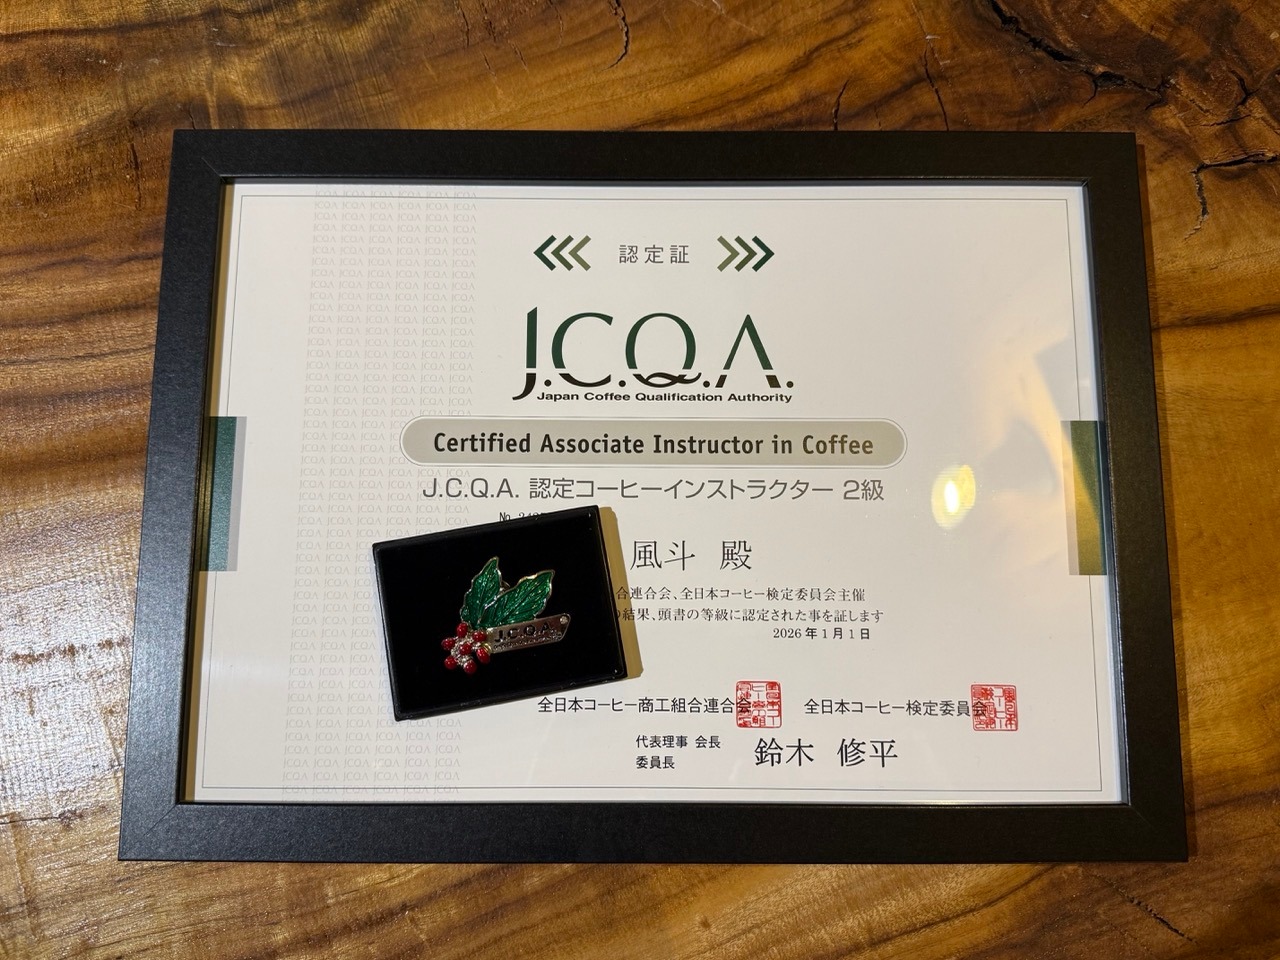 認定証
J.C.Q.A.
Japan Coffee Qualification Authority
Certified Associate Instructor in Coffee
J.C.Q.A. 認定コーヒーインストラクター 2級
№
風斗 殿
合連合会、全日本コーヒー検定委員会主催
結果、頭書の等級に認定された事を証します
2026年1月1日
J.C.Q.A.
全日本コーヒー商工組合連合会 全日本コーヒー検定委員会
代表理事 会長
委員長
鈴木 修平